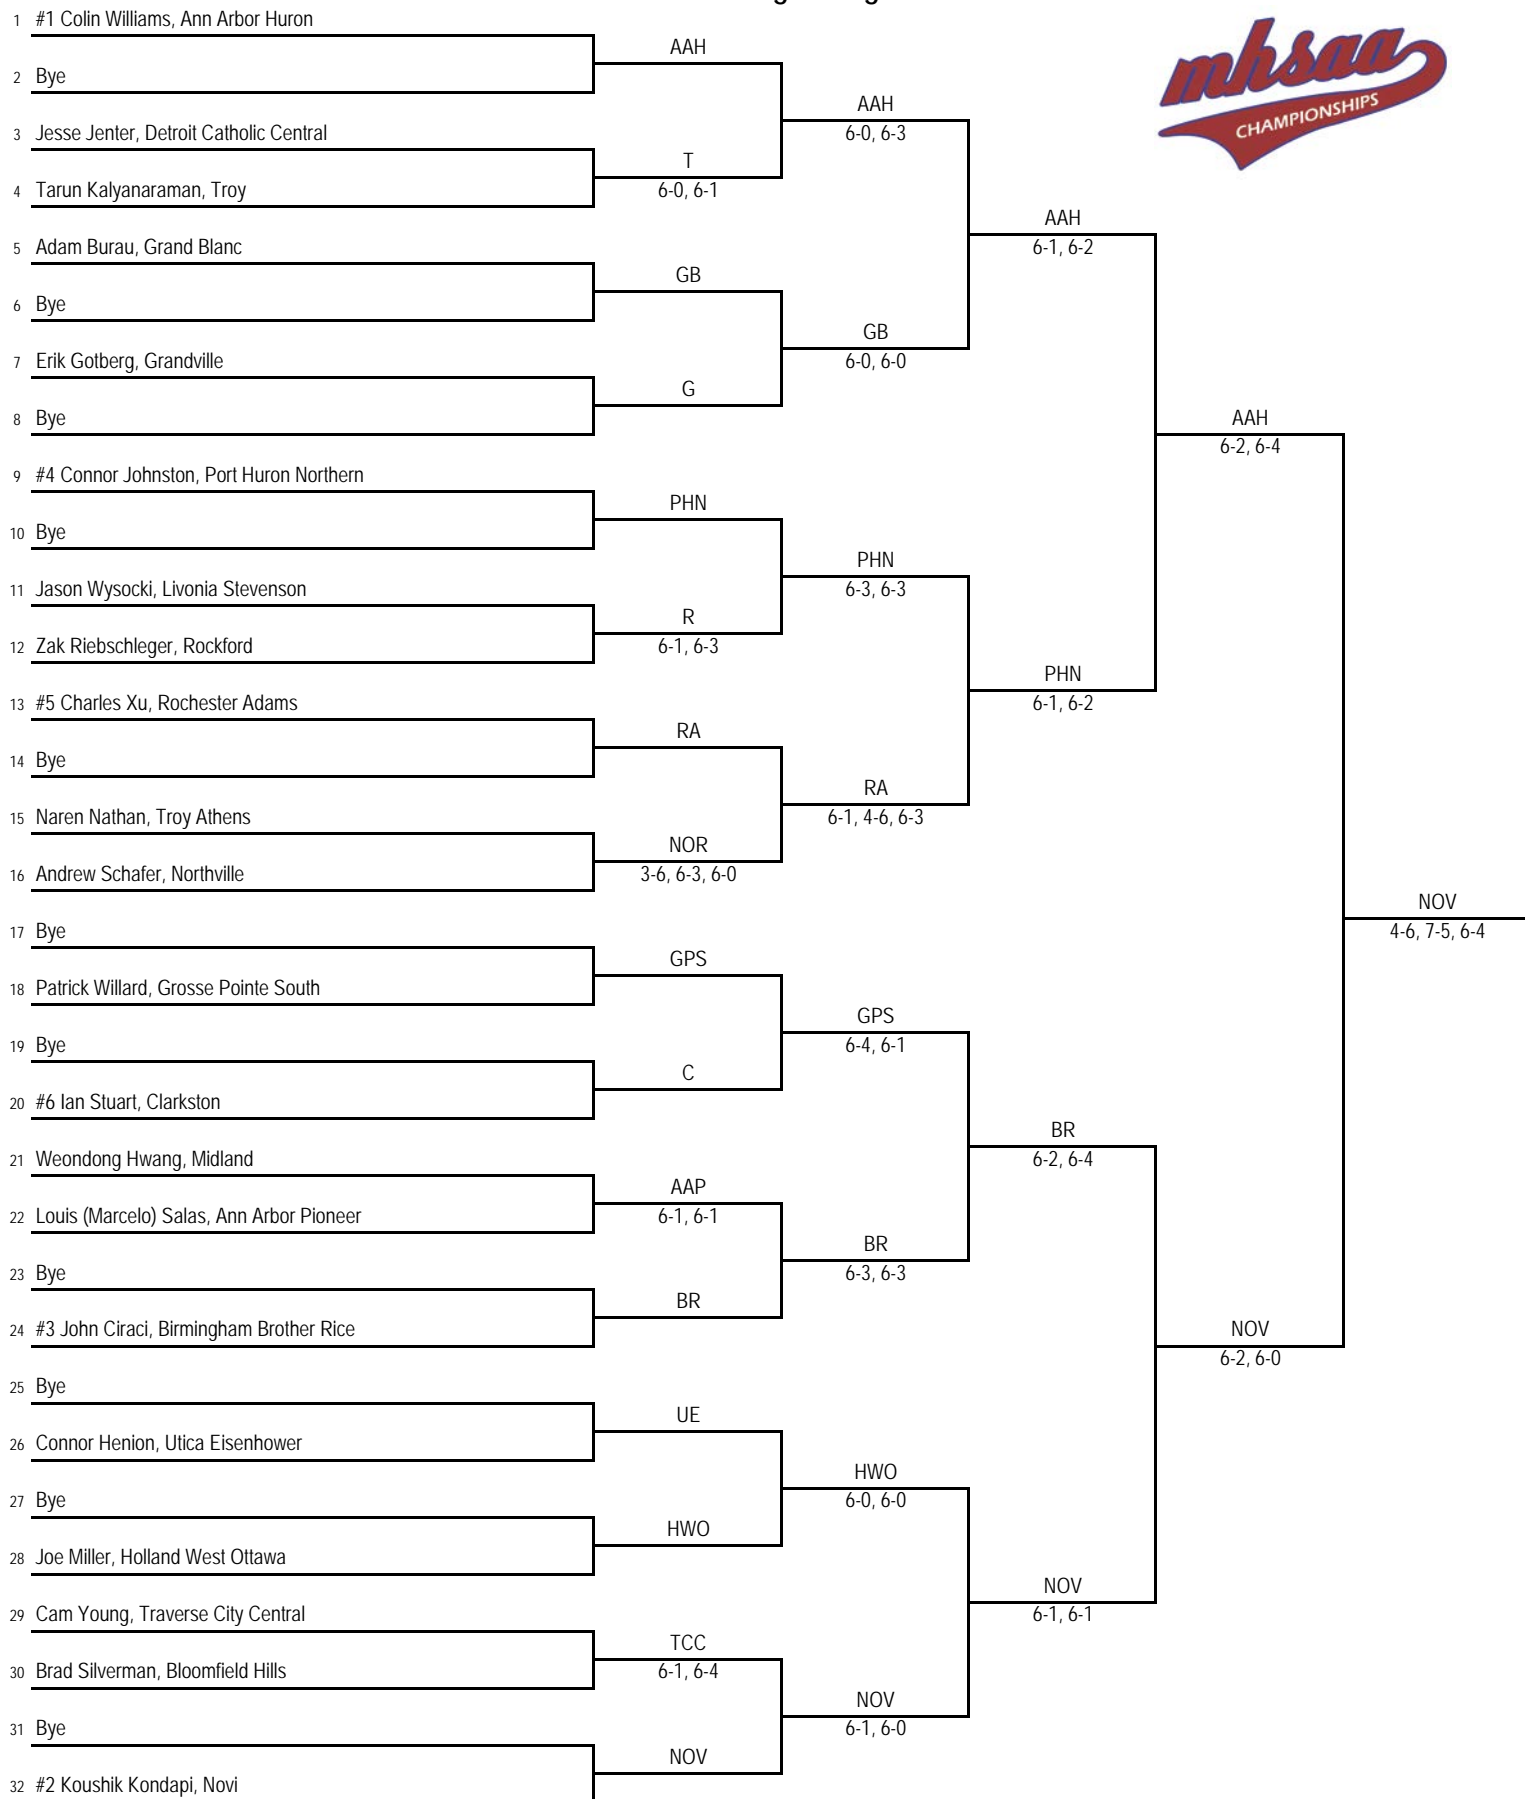 1 #1 Colin Williams, Ann Arbor Huron
2 Bye
3 Jesse Jenter, Detroit Catholic Central
4 Tarun Kalyanaraman, Troy
5 Adam Burau, Grand Blanc
6 Bye
7 Erik Gotberg, Grandville
8 Bye
9 #4 Connor Johnston, Port Huron Northern
10 Bye
11 Jason Wysocki, Livonia Stevenson
12 Zak Riebschleger, Rockford
13 #5 Charles Xu, Rochester Adams
14 Bye
15 Naren Nathan, Troy Athens
16 Andrew Schafer, Northville
17 Bye
18 Patrick Willard, Grosse Pointe South
19 Bye
20 #6 Ian Stuart, Clarkston
21 Weondong Hwang, Midland
22 Louis (Marcelo) Salas, Ann Arbor Pioneer
23 Bye
24 #3 John Ciraci, Birmingham Brother Rice
25 Bye
26 Connor Henion, Utica Eisenhower
27 Bye
28 Joe Miller, Holland West Ottawa
29 Cam Young, Traverse City Central
30 Brad Silverman, Bloomfield Hills
31 Bye
32 #2 Koushik Kondapi, Novi
AAH
T
6-0, 6-1
GB
G
PHN
R
6-1, 6-3
RA
NOR
3-6, 6-3, 6-0
GPS
C
AAP
6-1, 6-1
BR
UE
HWO
TCC
6-1, 6-4
NOV
AAH
6-0, 6-3
GB
6-0, 6-0
PHN
6-3, 6-3
RA
6-1, 4-6, 6-3
GPS
6-4, 6-1
BR
6-3, 6-3
HWO
6-0, 6-0
NOV
6-1, 6-0
AAH
6-1, 6-2
PHN
6-1, 6-2
BR
6-2, 6-4
NOV
6-1, 6-1
AAH
6-2, 6-4
NOV
6-2, 6-0
NOV
4-6, 7-5, 6-4
mhsaa
CHAMPIONSHIPS